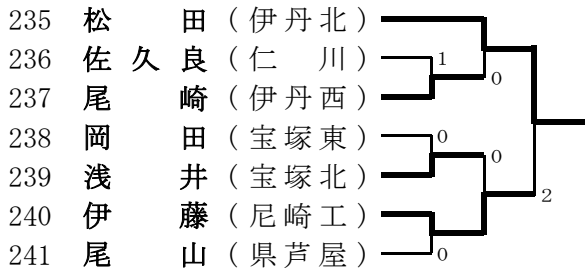 235 松田 (伊丹北)
236 佐久良 (仁川) 1
237 尾崎 (伊丹西) 0
238 岡田 (宝塚東) 0 0
239 浅井 (宝塚北)
240 伊藤 (尼崎工) 2
241 尾山 (県芦屋) 0